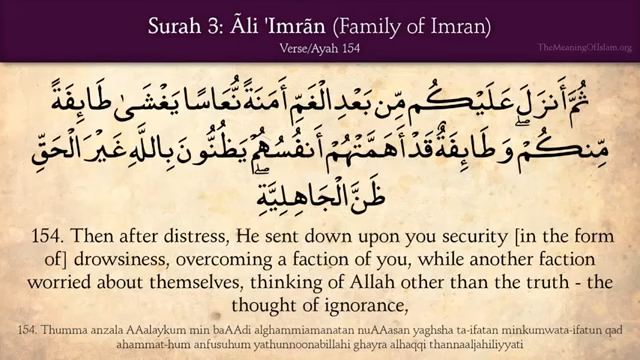 Surah 3: Ãli 'Imrãn (Family of Imran)
Verse/Ayah 154
TheMeaningOfIslam.org
ثُمَّ أَنزَلَ عَلَيْكُم مِّن بَعْدِ الْغَمِّ أَمَنَةً نُّعَاسًا يَغْشَىٰ طَائِفَةً
مِّنكُمْ ۖ وَطَائِفَةٌ قَدْ أَهَمَّتْهُمْ أَنفُسُهُمْ يَظُنُّونَ بِاللَّهِ غَيْرَ الْحَقِّ
ظَنَّ الْجَاهِلِيَّةِ ۖ
154. Then after distress, He sent down upon you security [in the form
of] drowsiness, overcoming a faction of you, while another faction
worried about themselves, thinking of Allah other than the truth - the
thought of ignorance,
154. Thumma anzala AAalaykum min baAAdi alghammiamanatan nuAAasan yaghsha ta-ifatan minkumwata-ifatun qad
ahammat-hum anfusuhum yathunnoonabillahi ghayra alhaqqi thannaaljahiliyyati